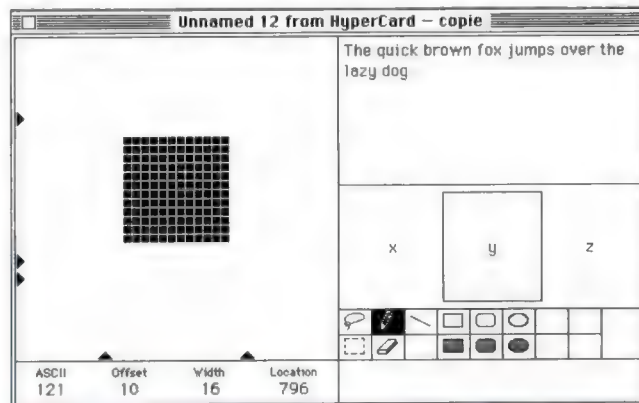 Unnamed 12 from HyperCard – copie
The quick brown fox jumps over the
lazy dog
x y z
ASCII Offset Width Location
121 10 16 796